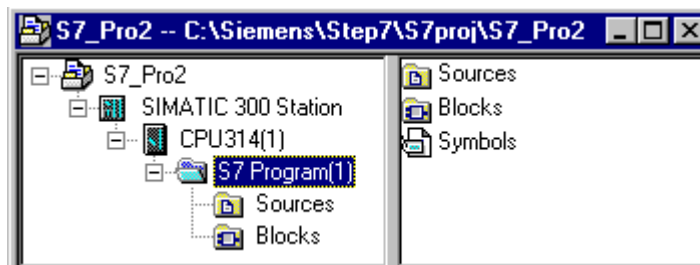 S7_Pro2 -- C:\Siemens\Step7\S7proj\S7_Pro2
S7_Pro2
SIMATIC 300 Station
CPU314(1)
S7 Program(1)
Sources
Blocks
Sources
Blocks
Symbols